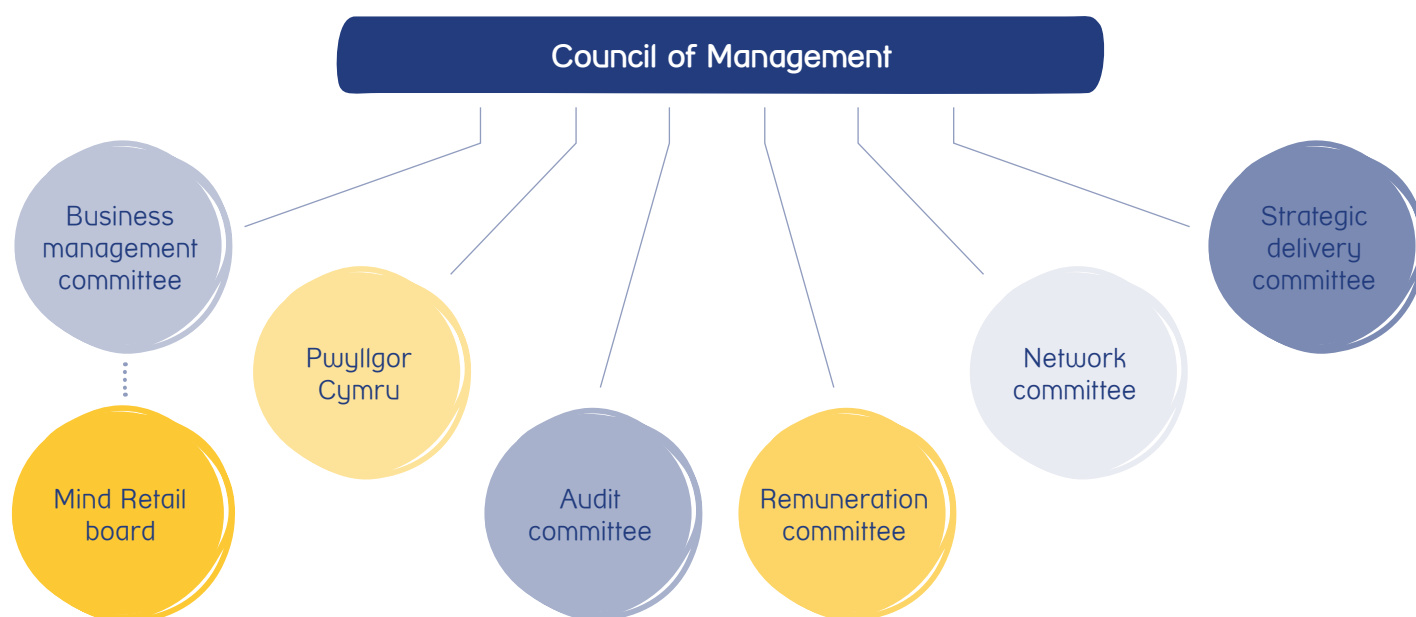 Council of Management
Business
management
committee
Pwyllgor
Cymru
Audit
committee
Remuneration
committee
Network
committee
Strategic
delivery
committee
Mind Retail
board